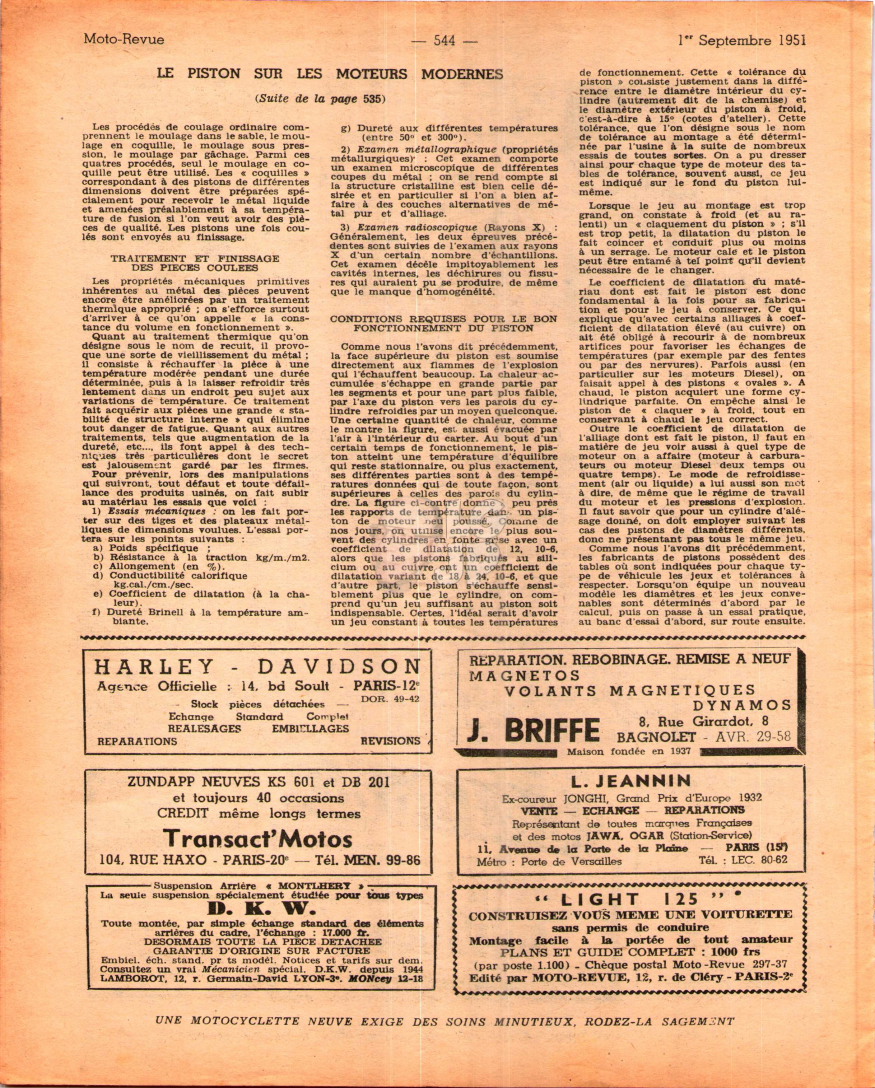 Moto-Revue
— 544 —
1er Septembre 1951
LE PISTON SUR LES MOTEURS MODERNES
(Suite de la page 535)
Les procédés de coulage ordinaire com-
prennent le moulage dans le sable, le mou-
lage en coquille, le moulage sous pres-
sion, le moulage par gâchage. Parmi ces
quatres procédés, seul le moulage en co-
quille peut être utilisé. Les « coquilles »
correspondant à des pistons de différentes
dimensions doivent être préparées spé-
cialement pour recevoir le métal liquide
et amenées préalablement à sa tempéra-
ture de fusion si l'on veut avoir des piè-
ces de qualité. Les pistons une fois cou-
lés sont envoyés au finissage.
TRAITEMENT ET FINISSAGE
DES PIECES COULEES
Les propriétés mécaniques primitives
inhérentes au métal des pièces peuvent
encore être améliorées par un traitement
thermique approprié ; on s'efforce surtout
d'arriver à ce qu'on appelle « la cons-
tance du volume en fonctionnement ».
Quant au traitement thermique qu'on
désigne sous le nom de recuit, il provo-
que une sorte de vieillissement du métal ;
il consiste à réchauffer la pièce à une
température modérée pendant une durée
déterminée, puis à la laisser refroidir très
lentement dans un endroit peu sujet aux
variations de température. Ce traitement
fait acquérir aux pièces une grande « sta-
bilité de structure interne » qui élimine
tout danger de fatigue. Quant aux autres
traitements, tels que augmentation de la
dureté, etc..., ils font appel à des tech-
niques très particulières dont le secret
est jalousement gardé par les firmes.
Pour prévenir, lors des manipulations
qui suivront, tout défaut et toute défail-
lance des produits usinés, on fait subir
au matériau les essais que voici :
1) Essais mécaniques : on les fait por-
ter sur des tiges et des plateaux métal-
liques de dimensions voulues. L'essai por-
tera sur les points suivants :
a) Poids spécifique ;
b) Résistance à la traction kg/m./m2.
c) Allongement (en %).
d) Conductibilité calorifique
kg.cal./cm./sec.
e) Coefficient de dilatation (à la cha-
leur).
f) Dureté Brinell à la température am-
biante.
g) Dureté aux différentes températures
(entre 50° et 300°).
2) Examen métallographique (propriétés
métallurgiques) : Cet examen comporte
un examen microscopique de différentes
coupes du métal ; on se rend compte si
la structure cristalline est bien celle dé-
sirée et en particulier si l'on a bien af-
faire à des couches alternatives de mé-
tal pur et d'alliage.
3) Examen radioscopique (Rayons X) :
Généralement, les deux épreuves précé-
dentes sont suivies de l'examen aux rayons
X d'un certain nombre d'échantillons.
Cet examen décèle impitoyablement les
cavités internes, les déchirures ou fissu-
res qui auraient pu se produire, de même
que le manque d'homogénéité.
CONDITIONS REQUISES POUR LE BON
FONCTIONNEMENT DU PISTON
Comme nous l'avons dit précédemment,
la face supérieure du piston est soumise
directement aux flammes de l'explosion
qui l'échauffent beaucoup. La chaleur ac-
cumulée s'échappe en grande partie par
les segments et pour une part plus faible,
par l'axe du piston vers les parois du cy-
lindre refroidies par un moyen quelconque.
Une certaine quantité de chaleur, comme
le montre la figure, est aussi évacuée par
l'air à l'intérieur du carter. Au bout d'un
certain temps de fonctionnement, le pis-
ton atteint une température d'équilibre
qui reste stationnaire, ou plus exactement,
ses différentes parties sont à des tempé-
ratures données qui de toute façon, sont
supérieures à celles des parois du cylin-
dre. La figure ci-contre donne à peu près
les rapports de température dans un pis-
ton de moteur peu poussé. Comme de
nos jours, on utilise encore le plus sou-
vent des cylindres en fonte grise avec un
coefficient de dilatation de 12, 10-6,
alors que les pistons fabriqués au sili-
cium ou au cuivre ont un coefficient de
dilatation variant de 18 à 24, 10-6, et que
d'autre part, le piston s'échauffe sensi-
blement plus que le cylindre, on com-
prend qu'un jeu suffisant au piston soit
indispensable. Certes, l'idéal serait d'avoir
un jeu constant à toutes les températures
de fonctionnement. Cette « tolérance du
piston » consiste justement dans la diffé-
rence entre le diamètre intérieur du cy-
lindre (autrement dit de la chemise) et
le diamètre extérieur du piston à froid,
c'est-à-dire à 15° (cotes d'atelier). Cette
tolérance, que l'on désigne sous le nom
de tolérance au montage a été détermi-
née par l'usine à la suite de nombreux
essais de toutes sortes. On a pu dresser
ainsi pour chaque type de moteur des ta-
bles de tolérance, souvent aussi, ce jeu
est indiqué sur le fond du piston lui-
même.
Lorsque le jeu au montage est trop
grand, on constate à froid (et au ra-
lenti) un « claquement du piston » ; s'il
est trop petit, la dilatation du piston le
fait coincer et conduit plus ou moins
à un serrage. Le moteur cale et le piston
peut être entamé à tel point qu'il devient
nécessaire de le changer.
Le coefficient de dilatation du maté-
riau dont est fait le piston est donc
fondamental à la fois pour sa fabrica-
tion et pour le jeu à conserver. Ce qui
explique qu'avec certains alliages à coef-
ficient de dilatation élevé (au cuivre) on
ait été obligé à recourir à de nombreux
artifices pour favoriser les échanges de
températures (par exemple par des fentes
ou par des nervures). Parfois aussi (en
particulier sur les moteurs Diesel), on
faisait appel à des pistons « ovales ». A
chaud, le piston acquiert une forme cy-
lindrique parfaite. On empêche ainsi le
piston de « claquer » à froid, tout en
conservant à chaud le jeu correct.
Outre le coefficient de dilatation de
l'alliage dont est fait le piston, il faut en
matière de jeu voir aussi à quel type de
moteur on a affaire (moteur à carbura-
teurs ou moteur Diesel deux temps ou
quatre temps). Le mode de refroidisse-
ment (air ou liquide) a lui aussi son mot
à dire, de même que le régime de travail
du moteur et les pressions d'explosion.
Il faut savoir que pour un cylindre d'alé-
sage donné, on doit employer suivant les
cas des pistons de diamètres différents,
donc ne présentant pas tous le même jeu.
Comme nous l'avons dit précédemment,
les fabricants de pistons possèdent des
tables où sont indiquées pour chaque ty-
pe de véhicule les jeux et tolérances à
respecter. Lorsqu'on équipe un nouveau
modèle les diamètres et les jeux conve-
nables sont déterminés d'abord par le
calcul, puis on passe à un essai pratique,
au banc d'essai d'abord, sur route ensuite.
HARLEY - DAVIDSON
Agence Officielle : 14, bd Soult - PARIS-12e
- Stock pièces détachées — DOR. 49-42
Echange Standard Complet
REALESAGES EMBIELLAGES
REPARATIONS REVISIONS
REPARATION. REBOBINAGE. REMISE A NEUF
MAGNETOS
VOLANTS MAGNETIQUES
DYNAMOS
J. BRIFFE
8, Rue Girardot, 8
BAGNOLET - AVR. 29-58
Maison fondée en 1937
ZUNDAPP NEUVES KS 601 et DB 201
et toujours 40 occasions
CREDIT même longs termes
Transact'Motos
104, RUE HAXO - PARIS-20e — Tél. MEN. 99-86
L. JEANNIN
Ex-coureur JONGHI, Grand Prix d'Europe 1932
VENTE — ECHANGE — REPARATIONS
Représentant de toutes marques Françaises
et des motos JAWA, OGAR (Station-Service)
11, Avenue de la Porte de la Plaine — PARIS (15e)
Métro : Porte de Versailles Tél. : LEC. 80-62
Suspension Arrière « MONTLHERY »
La seule suspension spécialement étudiée pour tous types
D. K. W.
Toute montée, par simple échange standard des éléments
arrières du cadre, l'échange : 17.000 fr.
DESORMAIS TOUTE LA PIECE DETACHEE
GARANTIE D'ORIGINE SUR FACTURE
Embiel. éch. stand. pr ts modèl. Notices et tarifs sur dem.
Consultez un vrai Mécanicien spécial. D.K.W. depuis 1944
LAMBOROT, 12, r. Germain-David LYON-3e. MONcey 12-18
" LIGHT 125 "
CONSTRUISEZ VOUS MEME UNE VOITURETTE
sans permis de conduire
Montage facile à la portée de tout amateur
PLANS ET GUIDE COMPLET : 1000 frs
(par poste 1.100) - Chèque postal Moto-Revue 297-37
Edité par MOTO-REVUE, 12, r. de Cléry - PARIS-2e
UNE MOTOCYCLETTE NEUVE EXIGE DES SOINS MINUTIEUX, RODEZ-LA SAGEMENT